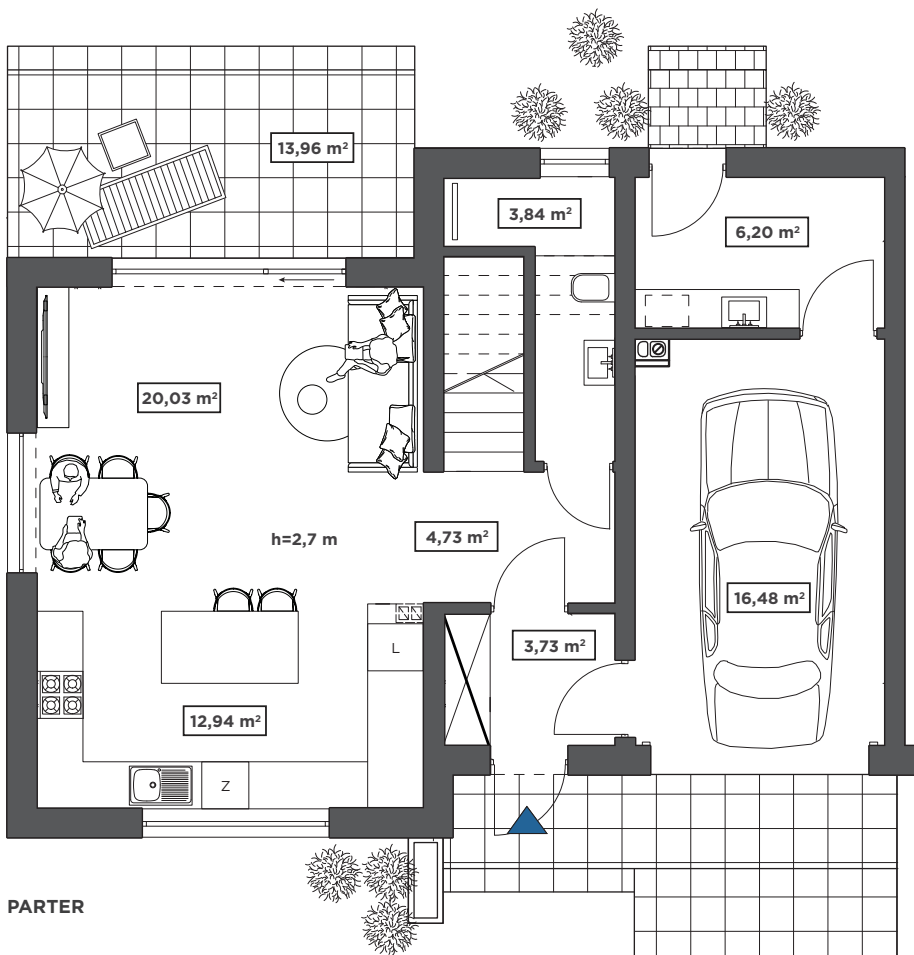 13,96 m²
3,84 m²
6,20 m²
20,03 m²
h=2,7 m
4,73 m²
16,48 m²
3,73 m²
L
12,94 m²
Z
PARTER